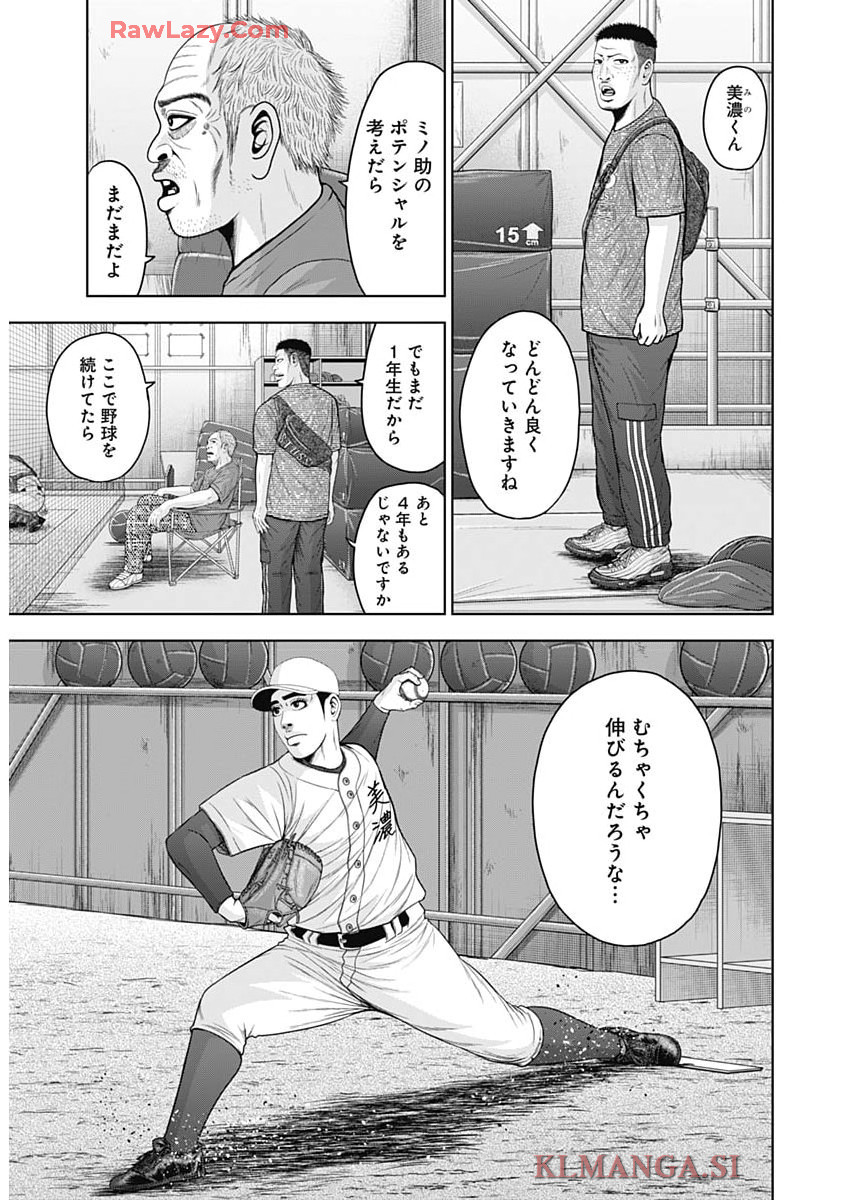 RawLazy.Com
美濃くん
みの
どんどん良く
なっていきますね
15
cm
ミノ助の
ポテンシャルを
考えだら
まだまだよ
でもまだ
1年生だから
あと
4年もある
じゃないですか
ここで野球を
続けてたら
むちゃくちゃ
伸びるんだろうな…
美濃
KLMANGA.SI